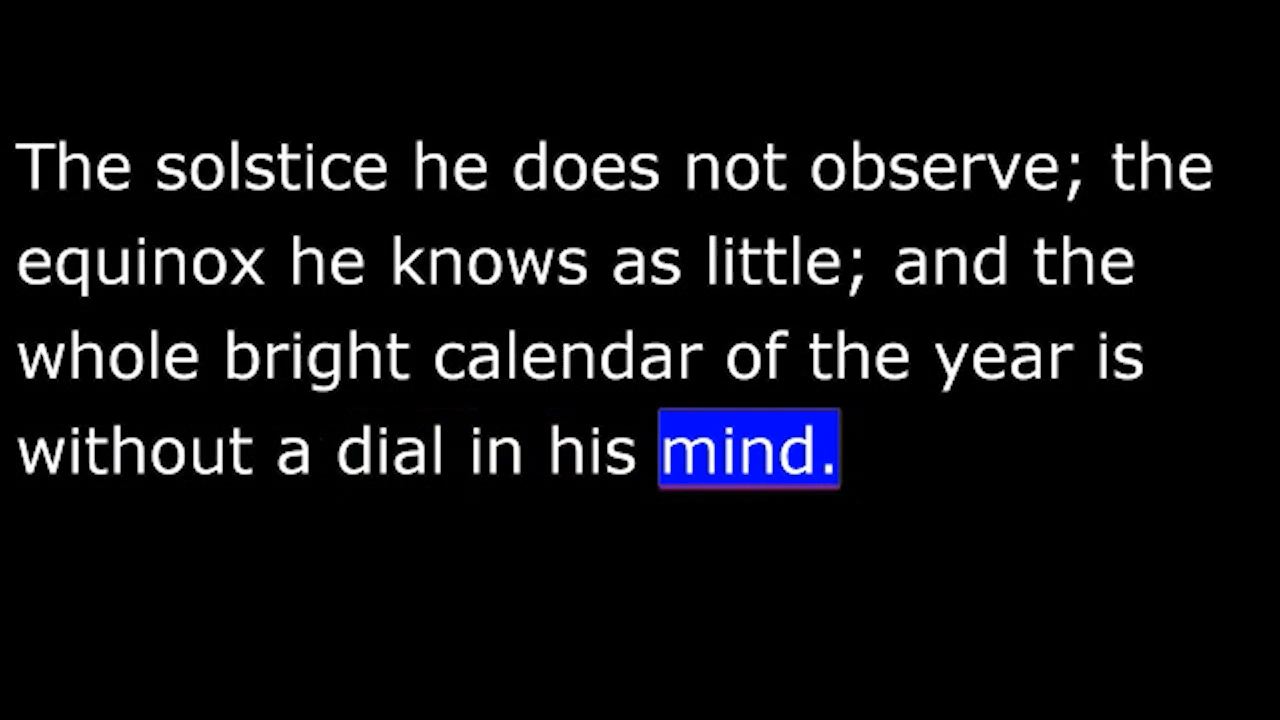 The solstice he does not observe; the
equinox he knows as little; and the
whole bright calendar of the year is
without a dial in his mind.